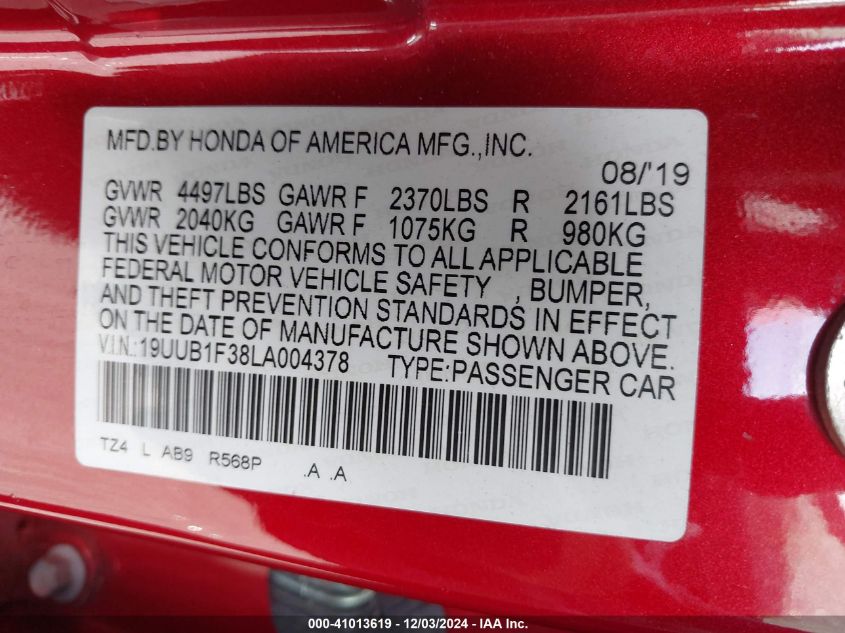 MFD.BY HONDA OF AMERICA MFG.,INC.
08/'19
GVWR 4497LBS GAWR F 2370LBS R 2161LBS
GVWR 2040KG GAWR F 1075KG R 980KG
THIS VEHICLE CONFORMS TO ALL APPLICABLE
FEDERAL MOTOR VEHICLE SAFETY , BUMPER,
AND THEFT PREVENTION STANDARDS IN EFFECT
ON THE DATE OF MANUFACTURE SHOWN ABOVE.
V.I.N.:19UUB1F38LA004378 TYPE:PASSENGER CAR
TZ4 L AB9 R568P .A .A
000-41013619 - 12/03/2024 - IAA Inc.